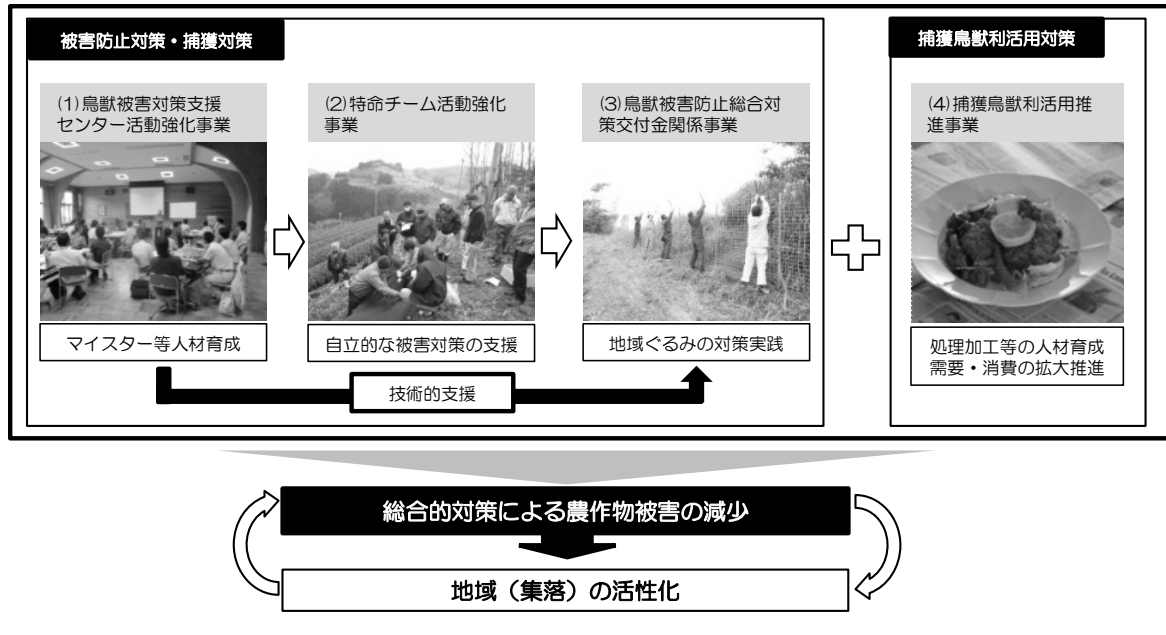 被害防止対策・捕獲対策
(1)鳥獣被害対策支援
センター活動強化事業
マイスター等人材育成
(2)特命チーム活動強化
事業
自立的な被害対策の支援
(3)鳥獣被害防止総合対
策交付金関係事業
地域ぐるみの対策実践
技術的支援
捕獲鳥獣利活用対策
(4)捕獲鳥獣利活用推
進事業
処理加工等の人材育成
需要・消費の拡大推進
総合的対策による農作物被害の減少
地域（集落）の活性化